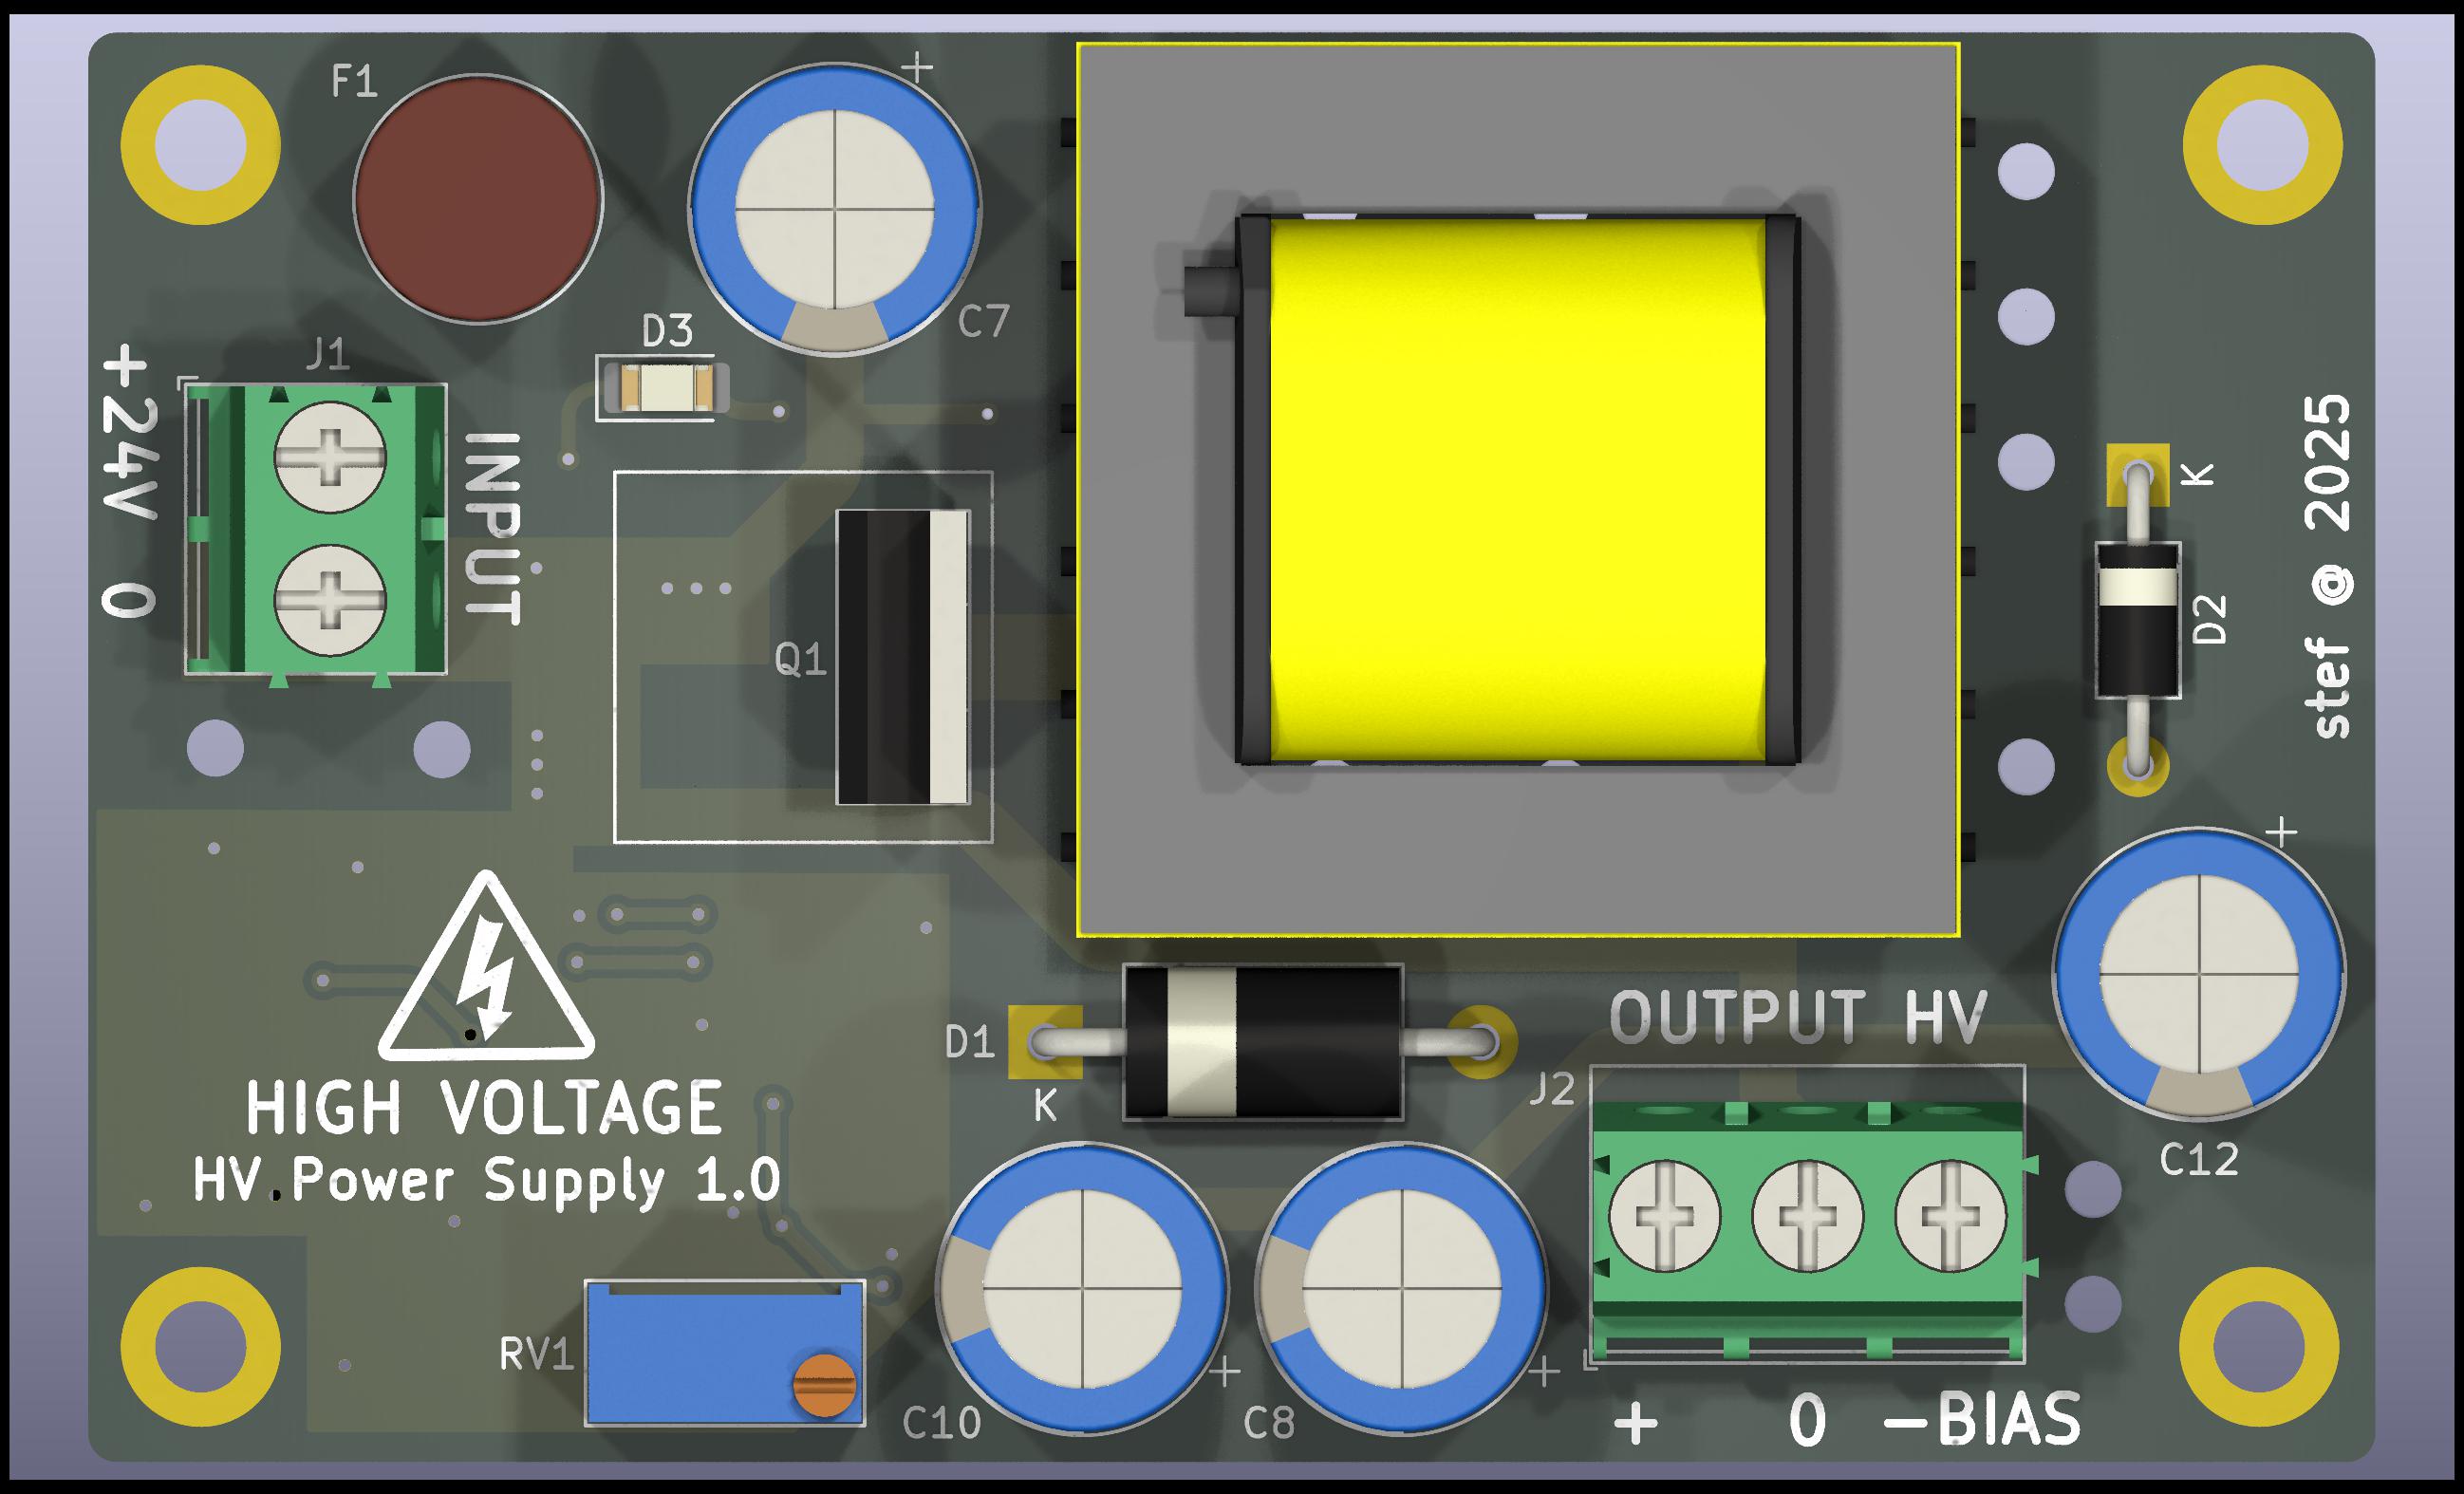 F1
+
C7
D3
J1
+24V 0
INPUT
Q1
K
D2
stef @ 2025
+
HIGH VOLTAGE
HV Power Supply 1.0
D1
K
OUTPUT HV
J2
C12
RV1
+
C10
+
C8
+ 0 -BIAS